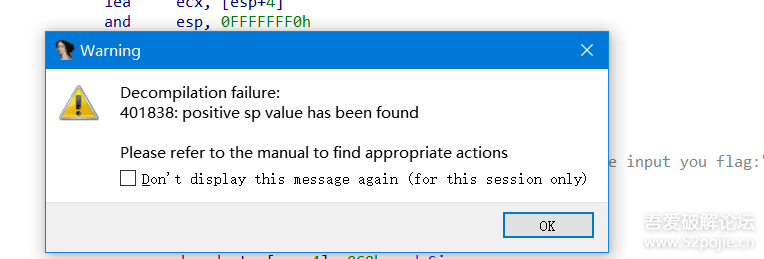 lea ecx, [esp+4]
and esp, 0FFFFFFF0h
Warning
Decompilation failure:
401838: positive sp value has been found
e input you flag:"
Please refer to the manual to find appropriate actions
Don't display this message again (for this session only)
OK
吾爱破解论坛
www.52pojie.cn